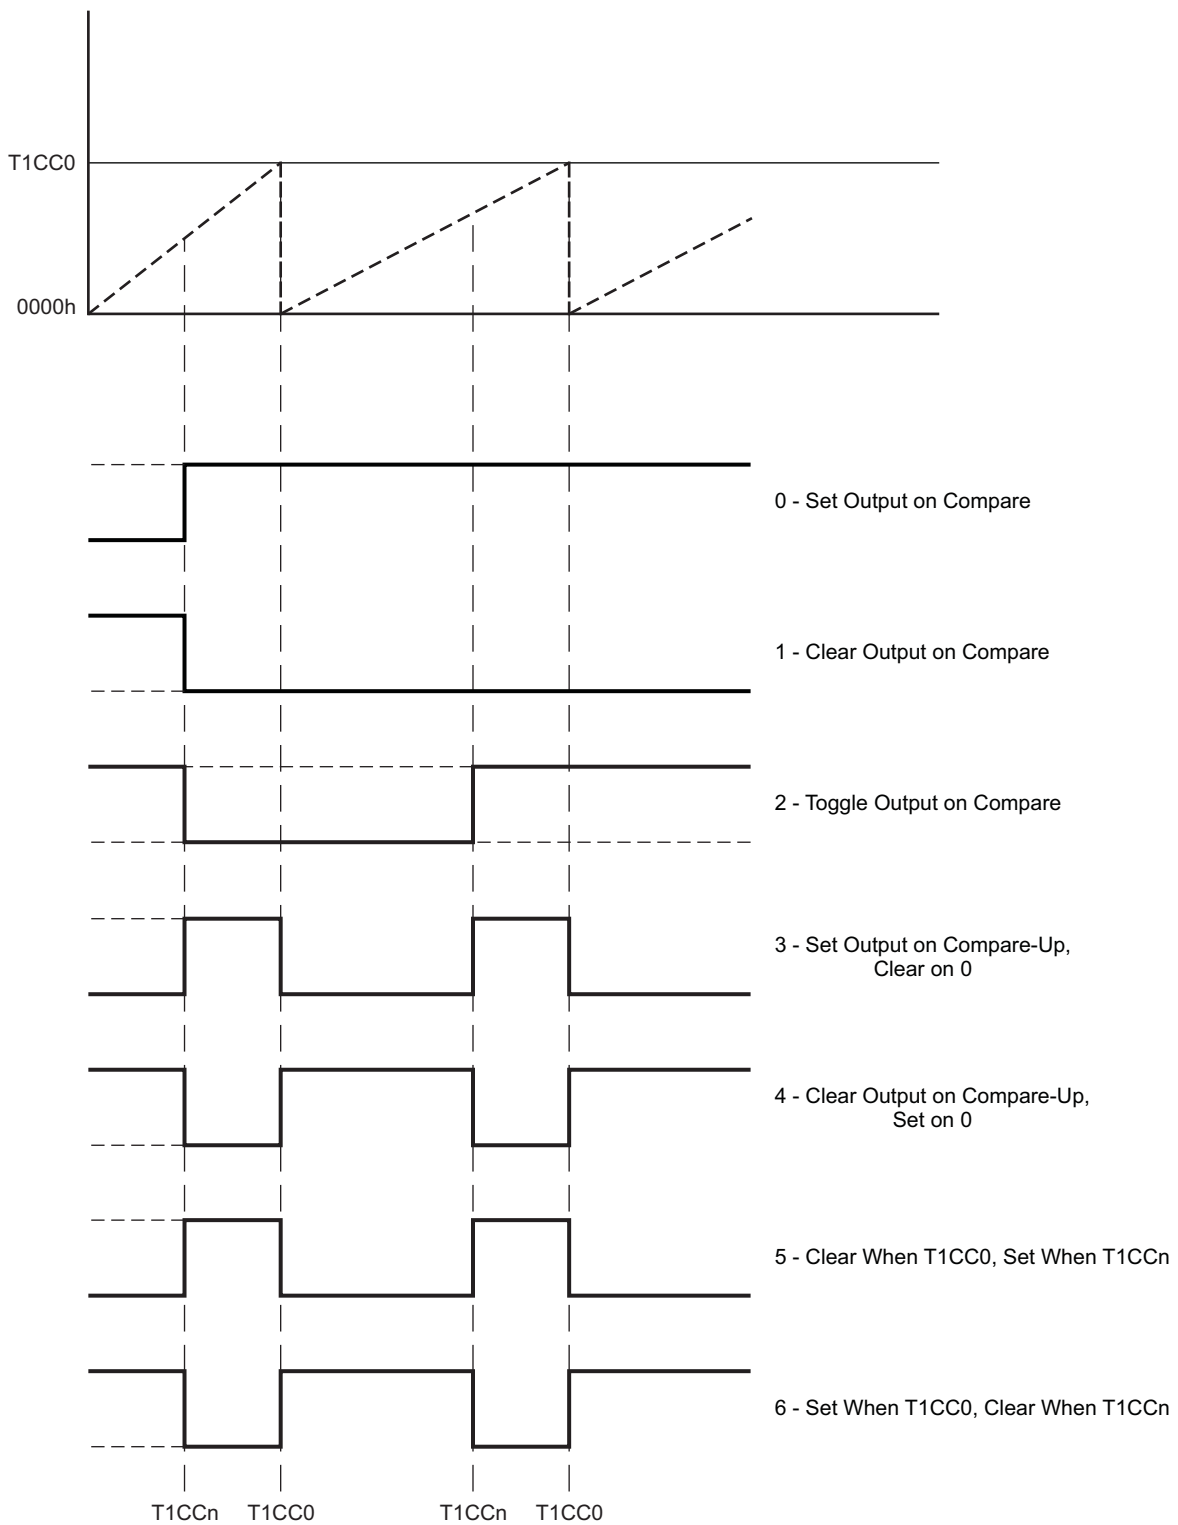 T1CC0
0000h
0 - Set Output on Compare
1 - Clear Output on Compare
2 - Toggle Output on Compare
3 - Set Output on Compare-Up,
Clear on 0
4 - Clear Output on Compare-Up,
Set on 0
5 - Clear When T1CC0, Set When T1CCn
6 - Set When T1CC0, Clear When T1CCn
T1CCn T1CC0 T1CCn T1CC0